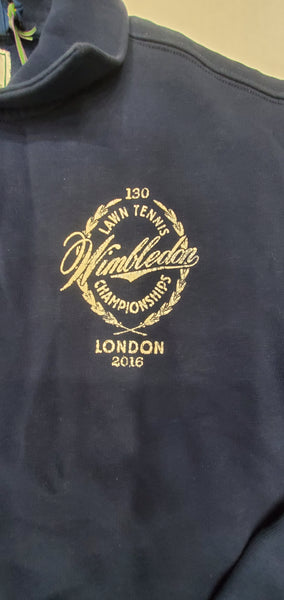 130
LAWN TENNIS
Wimbledon
CHAMPIONSHIPS
LONDON
2016